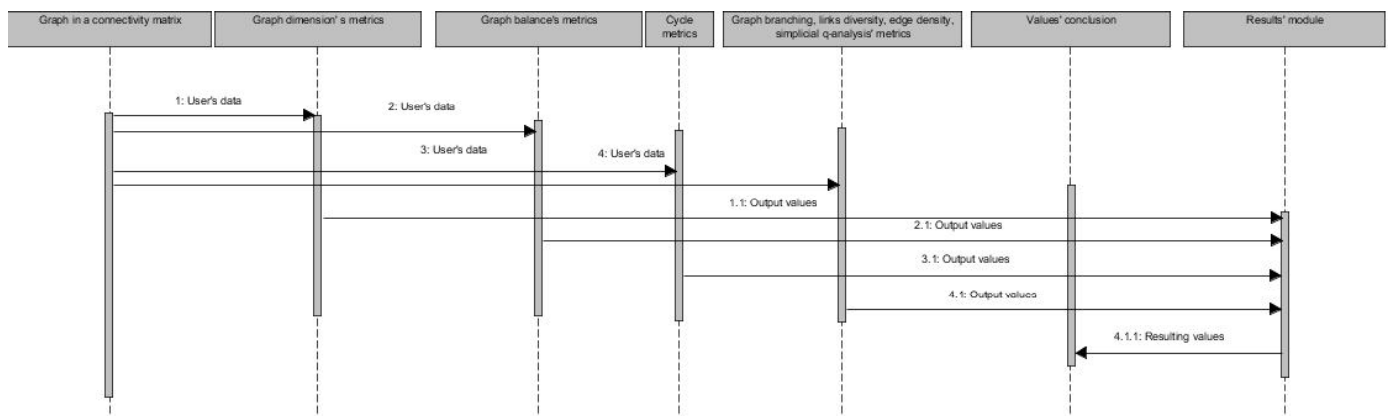 Graph in a connectivity matrix
Graph dimension' s metrics
Graph balance's metrics
Cycle
metrics
Graph branching, links diversity, edge density,
simplicial q-analysis' metrics
Values' conclusion
Results' module
1: User's data
2: User's data
3: User's data
4: User's data
1.1: Output values
2.1: Output values
3.1: Output values
4.1: Output values
4.1.1: Resulting values